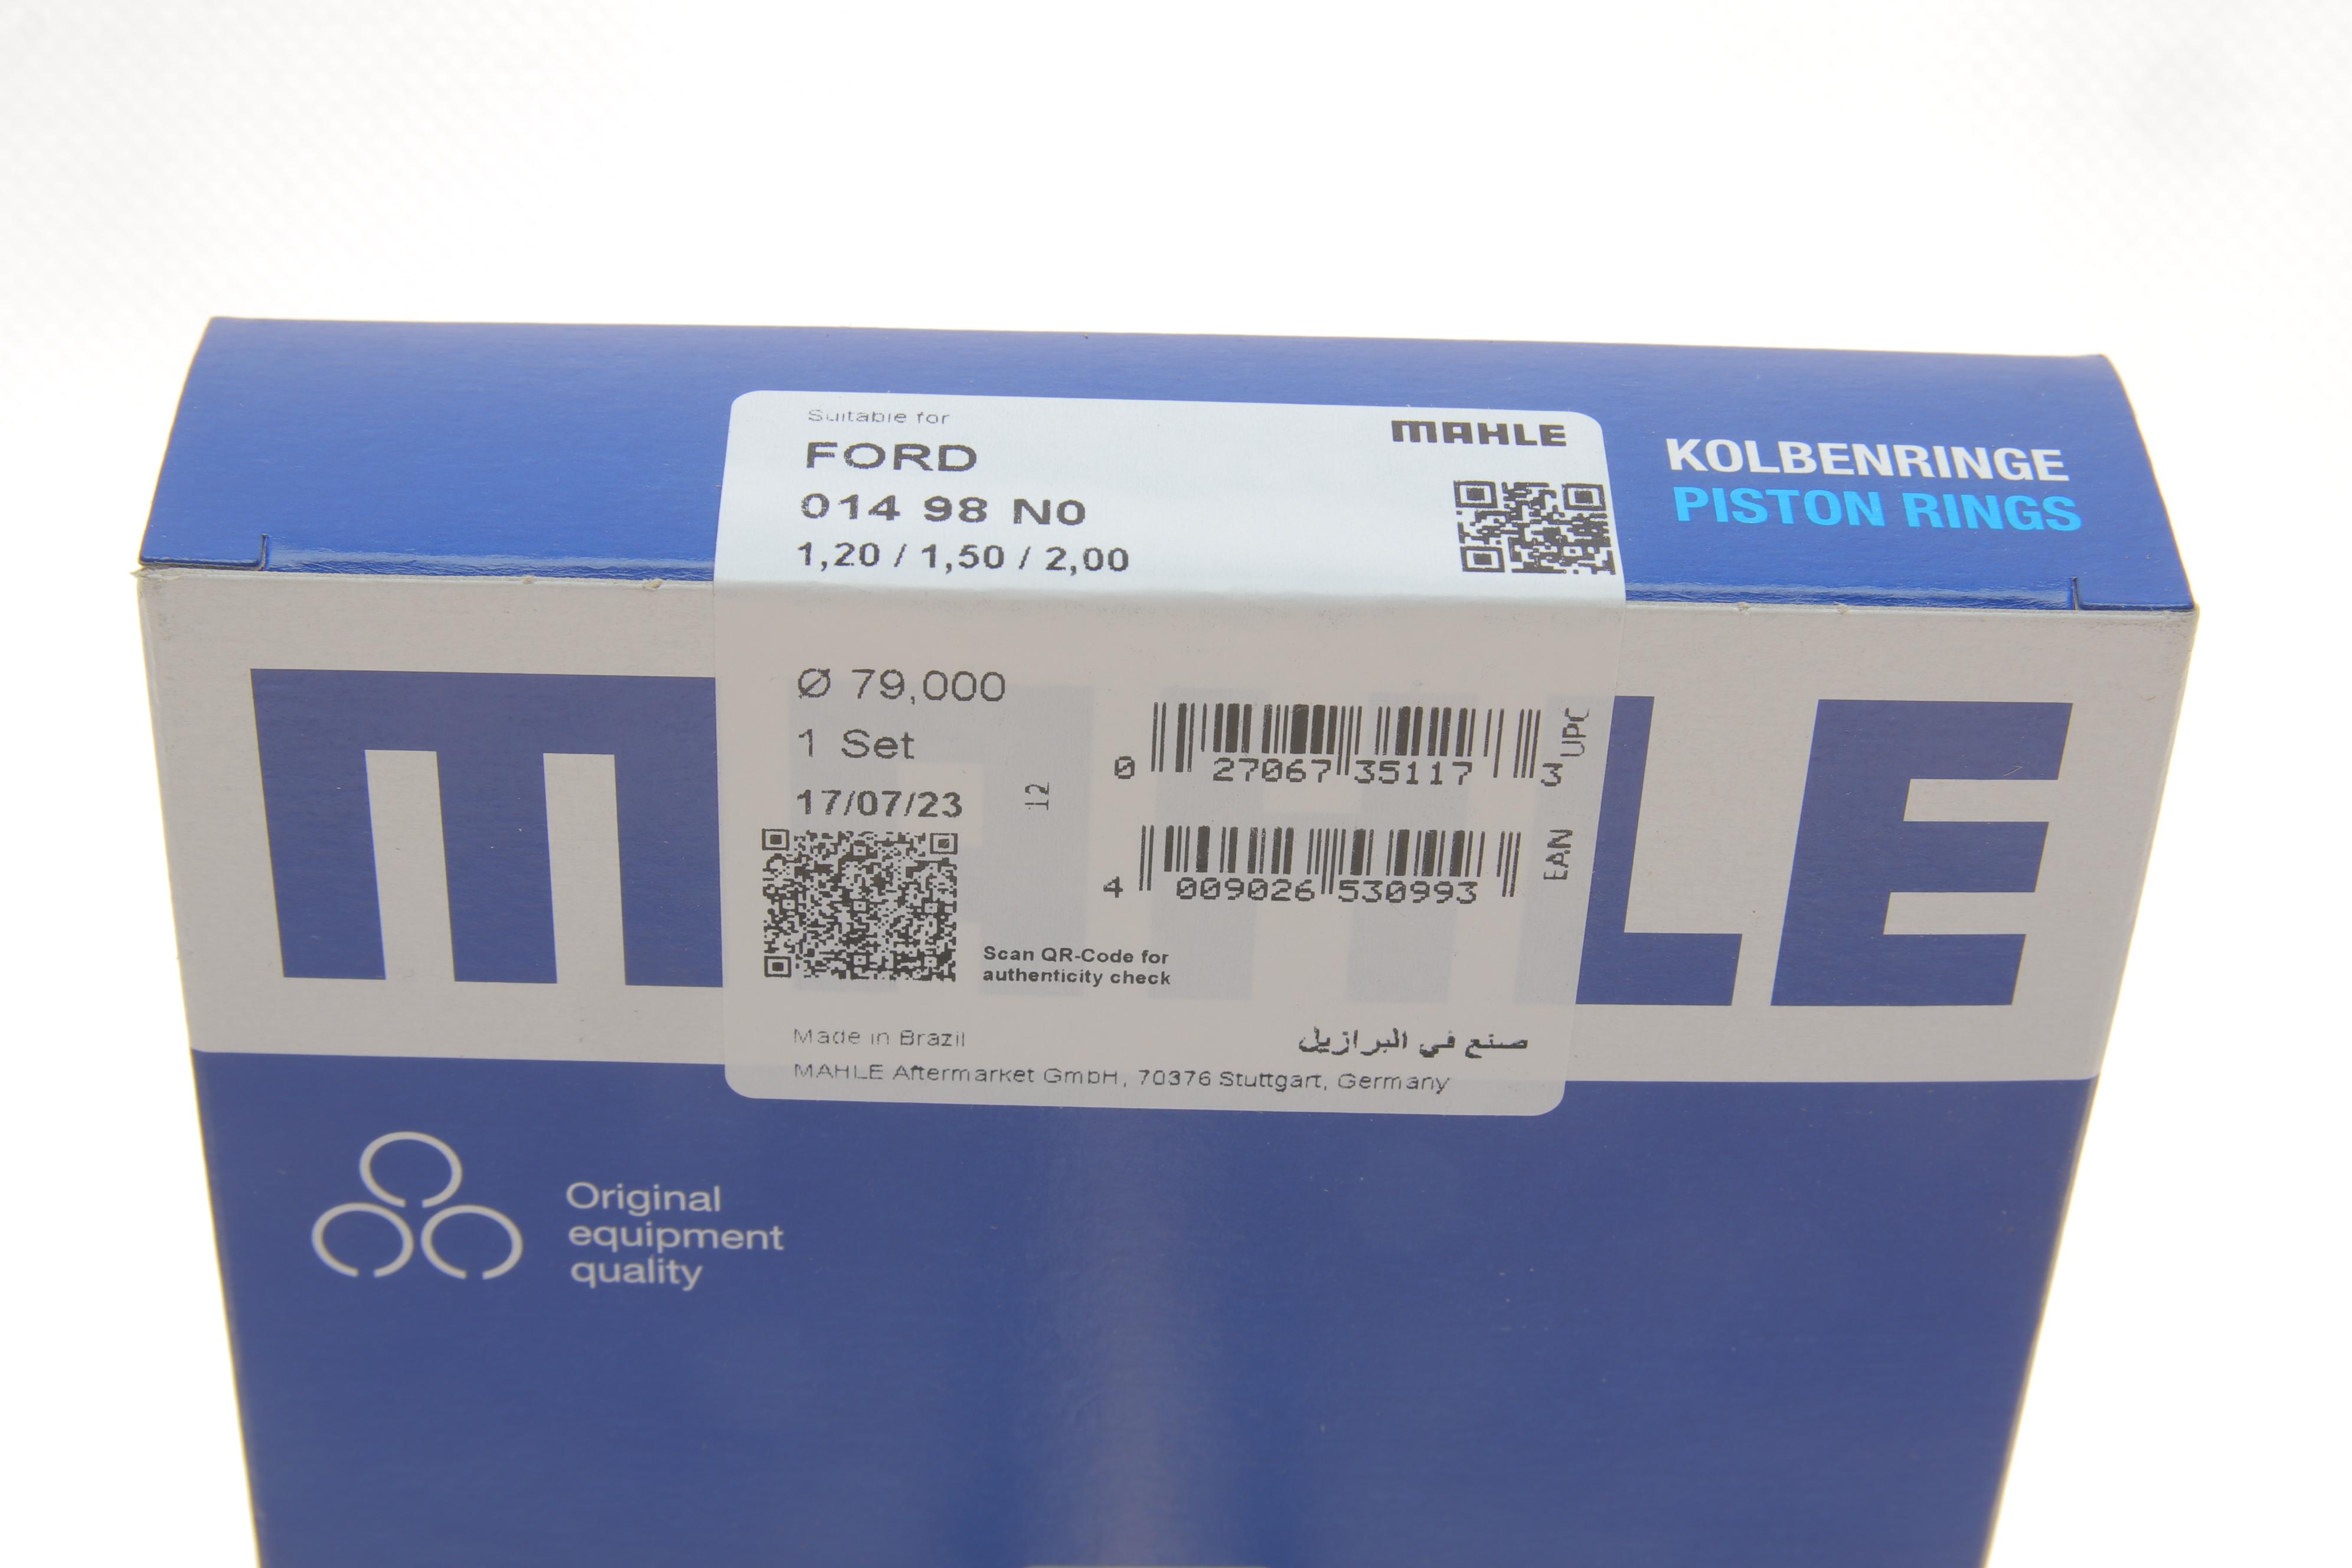 Suitable for
FORD
014 98 N0
1,20 / 1,50 / 2,00
MAHLE
KOLBENRINGE
PISTON RINGS
MAHLE
Ø 79,000
1 Set
17/07/23
12
0 27067 35117 3
UPC
4 009026 530993
EAN
Scan QR-Code for
authenticity check
Made in Brazil
صنع في البرازيل
MAHLE Aftermarket GmbH, 70376 Stuttgart, Germany
Original
equipment
quality